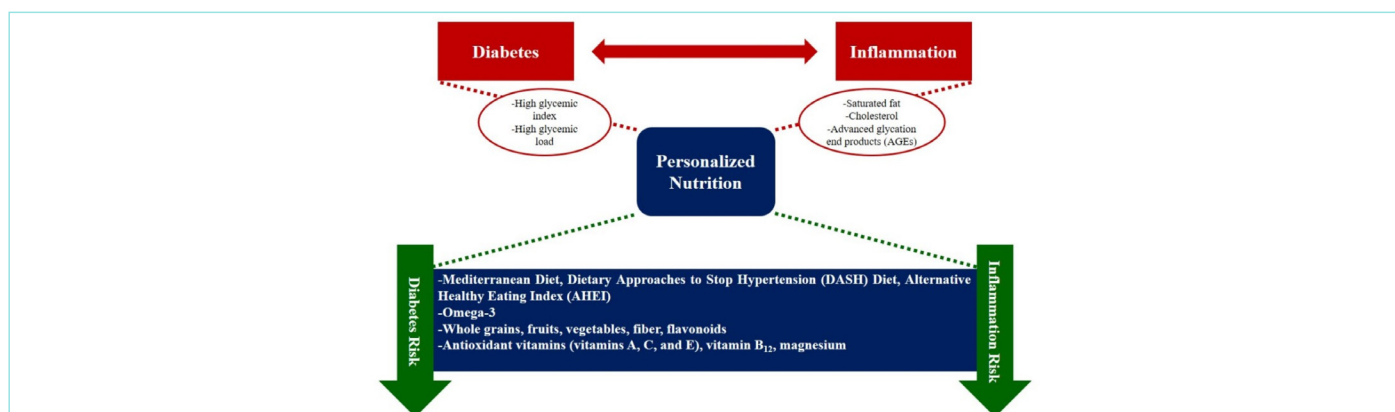 Diabetes
Inflammation
-High glycemic
index
-High glycemic
load
-Saturated fat
-Cholesterol
-Advanced glycation
end products (AGEs)
Personalized
Nutrition
Diabetes Risk
-Mediterranean Diet, Dietary Approaches to Stop Hypertension (DASH) Diet, Alternative
Healthy Eating Index (AHEI)
-Omega-3
-Whole grains, fruits, vegetables, fiber, flavonoids
-Antioxidant vitamins (vitamins A, C, and E), vitamin B₁₂, magnesium
Inflammation Risk